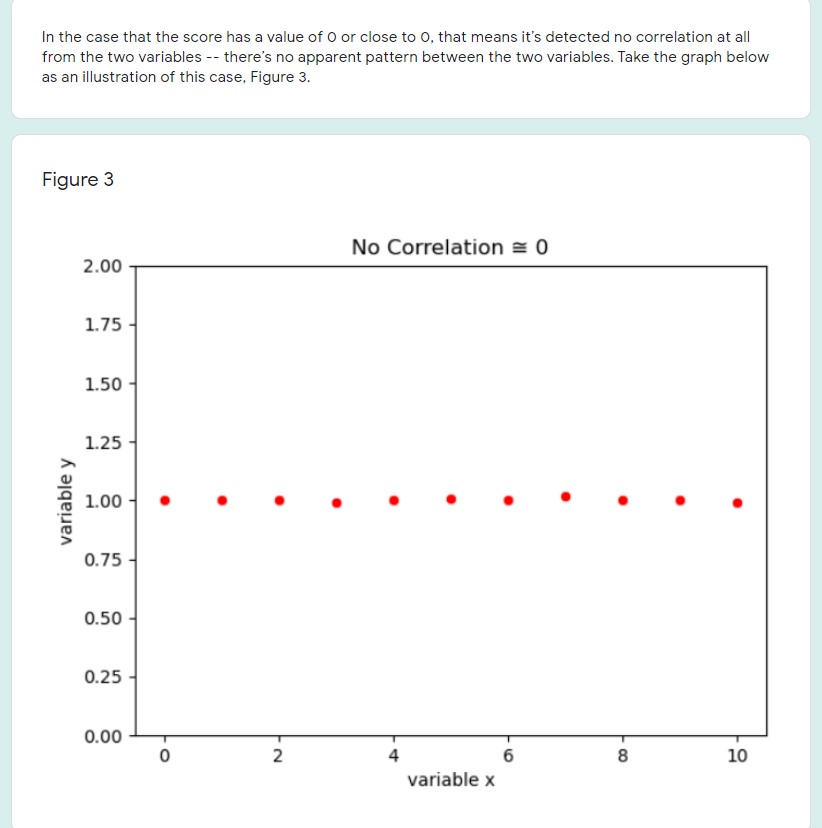 In the case that the score has a value of 0 or close to 0, that means it's detected no correlation at all
from the two variables -- there's no apparent pattern between the two variables. Take the graph below
as an illustration of this case, Figure 3.
Figure 3
No Correlation ≅ 0
2.00
1.75
1.50
1.25
1.00
0.75
0.50
0.25
0.00
variable y
0 2 4 6 8 10
variable x